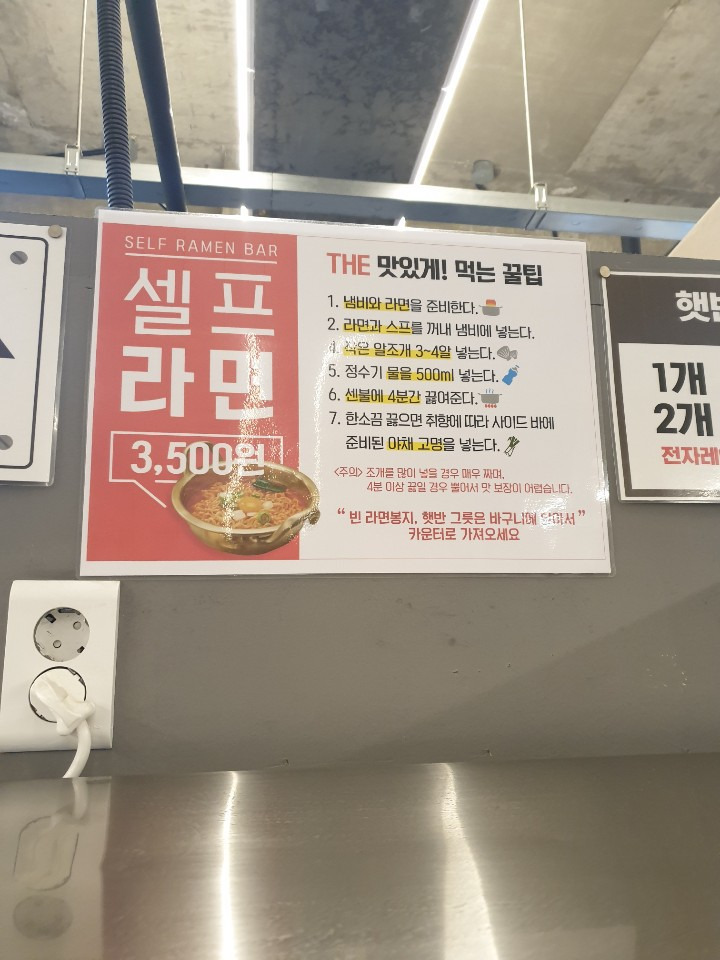 SELF RAMEN BAR
셀프
라면
3,500원
THE 맛있게! 먹는 꿀팁
1. 냄비와 라면을 준비한다.
2. 라면과 스프를 까내 냄비에 넣는다.
4. 작은 알조개 3~4알 넣는다.
5. 정수기 물을 500ml 넣는다.
6. 센불에 4분간 끓여준다.
7. 한소끔 끓으면 취향에 따라 사이드 바에
준비된 야채 고명을 넣는다.
<주의> 조개를 많이 넣을 경우 매우 짜며,
4분 이상 끓일 경우 뿔어서 맛 보장이 어렵습니다.
“ 빈 라면봉지, 햇반 그릇은 바구니에 담아서 ”
카운터로 가져오세요
햇반
1개
2개
전자레